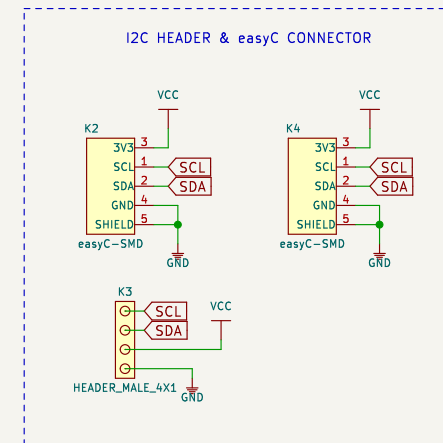 I2C HEADER & easyC CONNECTOR
VCC
K2
3V3 3
SCL 1 SCL
SDA 2 SDA
GND 4
SHIELD 5
easyC-SMD
GND
VCC
K4
3V3 3
SCL 1 SCL
SDA 2 SDA
GND 4
SHIELD 5
easyC-SMD
GND
K3
SCL
SDA
VCC
HEADER_MALE_4X1
GND